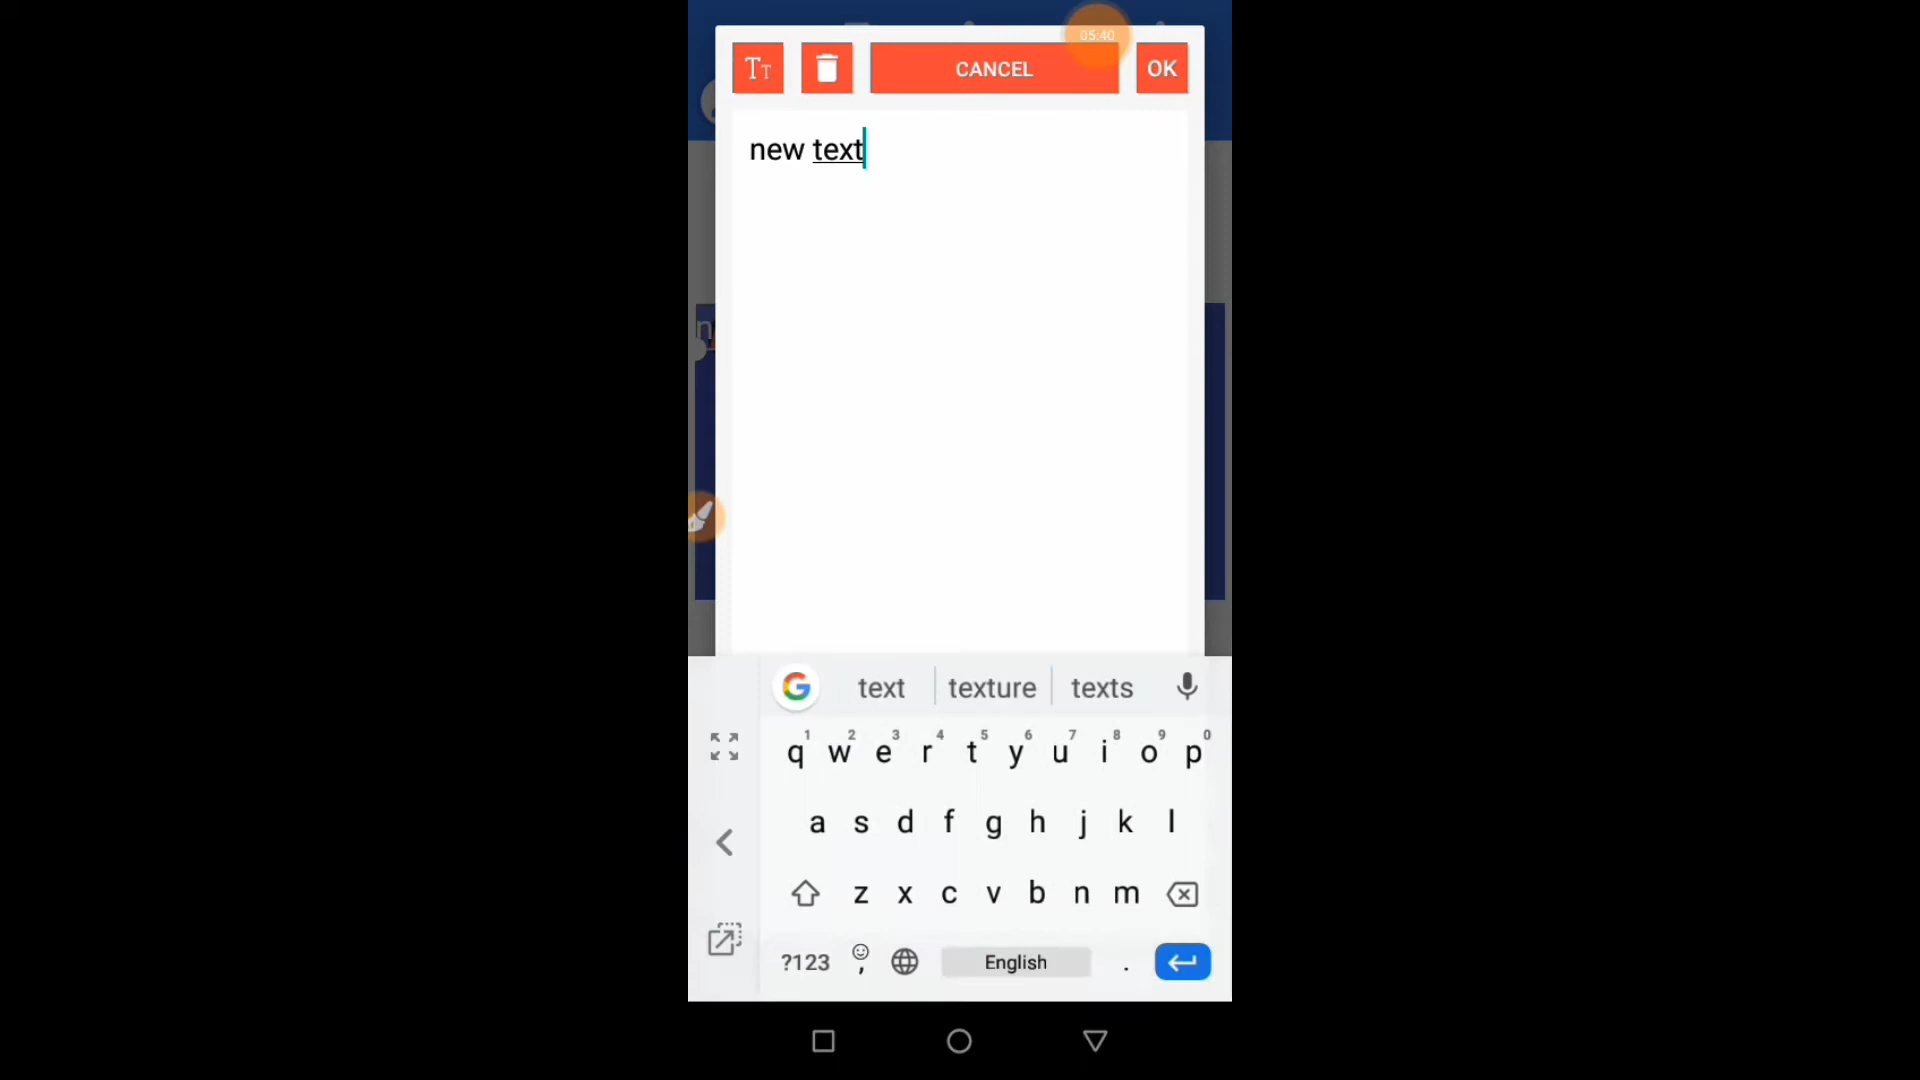 05:40
Tт CANCEL OK
new text
n
G text texture texts
1 2 3 4 5 6 7 8 9 0
q w e r t y u i o p
a s d f g h j k l
z x c v b n m
?123 , English .